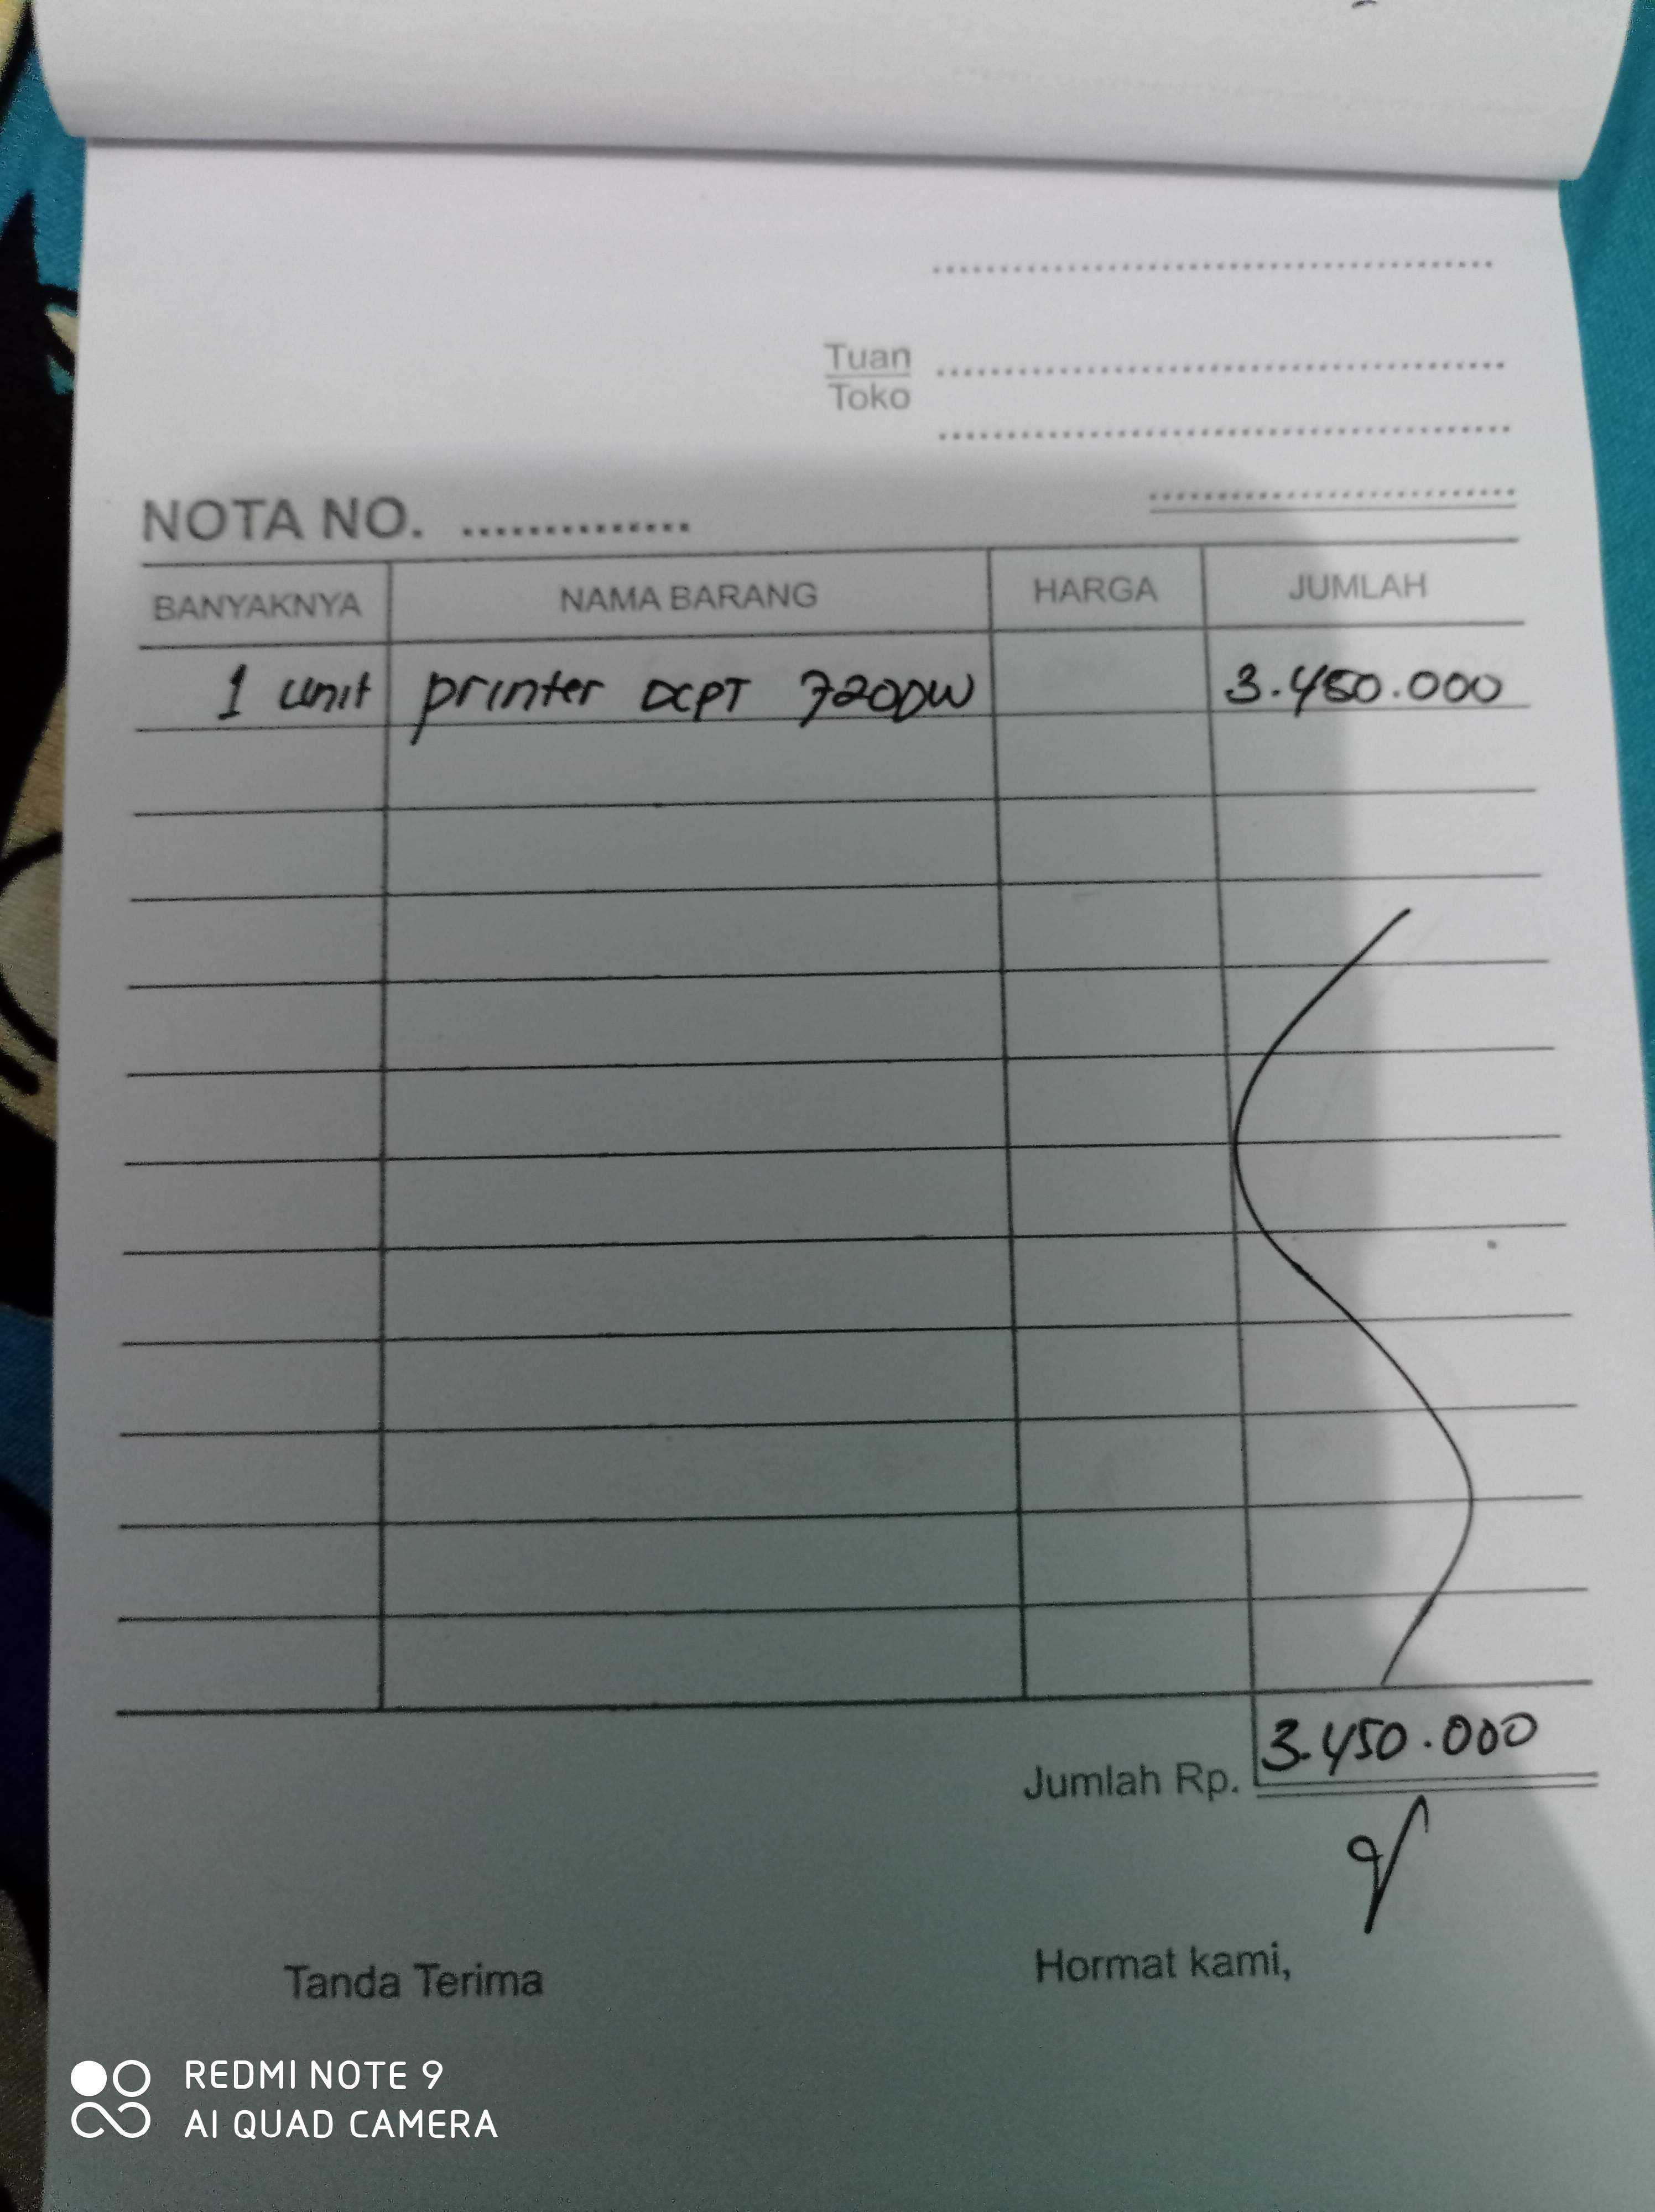 Tuan
Toko
NOTA NO. ...............
BANYAKNYA NAMA BARANG HARGA JUMLAH
1 unit printer DCPT 720DW 3.450.000
Jumlah Rp. 3.450.000
Tanda Terima Hormat kami,
REDMI NOTE 9
AI QUAD CAMERA